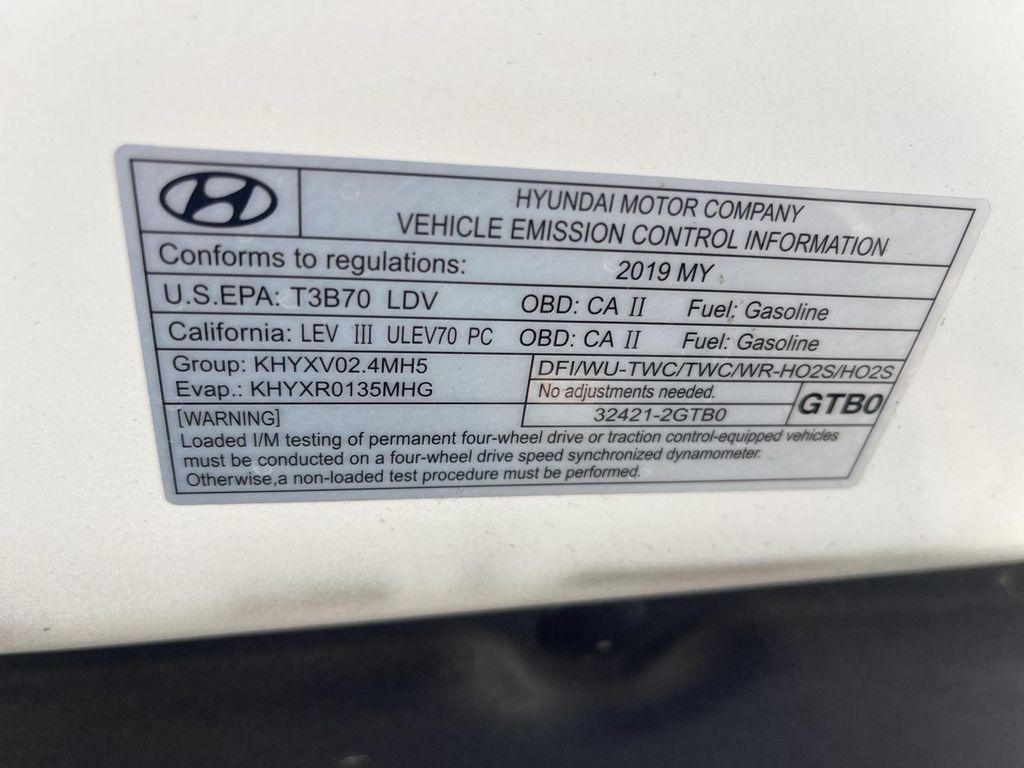 HYUNDAI MOTOR COMPANY
VEHICLE EMISSION CONTROL INFORMATION
Conforms to regulations: 2019 MY
U.S.EPA: T3B70 LDV OBD: CA II Fuel: Gasoline
California: LEV III ULEV70 PC OBD: CA II Fuel: Gasoline
Group: KHYXV02.4MH5
Evap.: KHYXR0135MHG
DFI/WU-TWC/TWC/WR-HO2S/HO2S
No adjustments needed.
32421-2GTB0
GTB0
[WARNING]
Loaded I/M testing of permanent four-wheel drive or traction control-equipped vehicles
must be conducted on a four-wheel drive speed synchronized dynamometer.
Otherwise,a non-loaded test procedure must be performed.